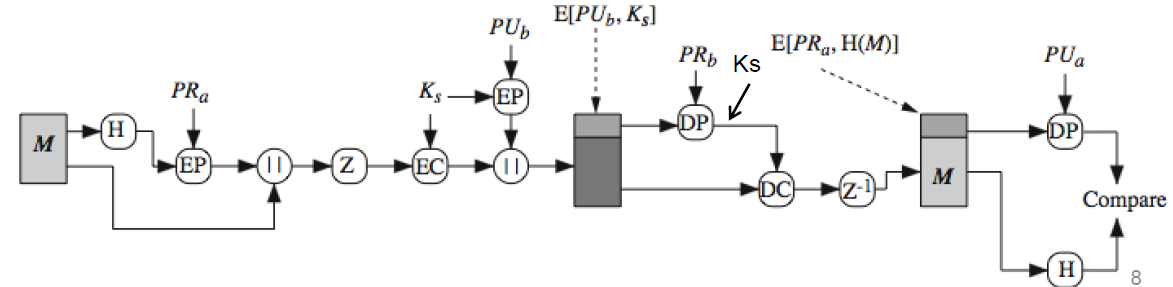 E[PU_b, K_s]
PU_b
E[PR_a, H(M)]
PR_b
Ks
PU_a
PR_a
K_s
EP
M
H
EP
||
Z
EC
||
DP
DC
Z^-1
M
DP
Compare
H
8